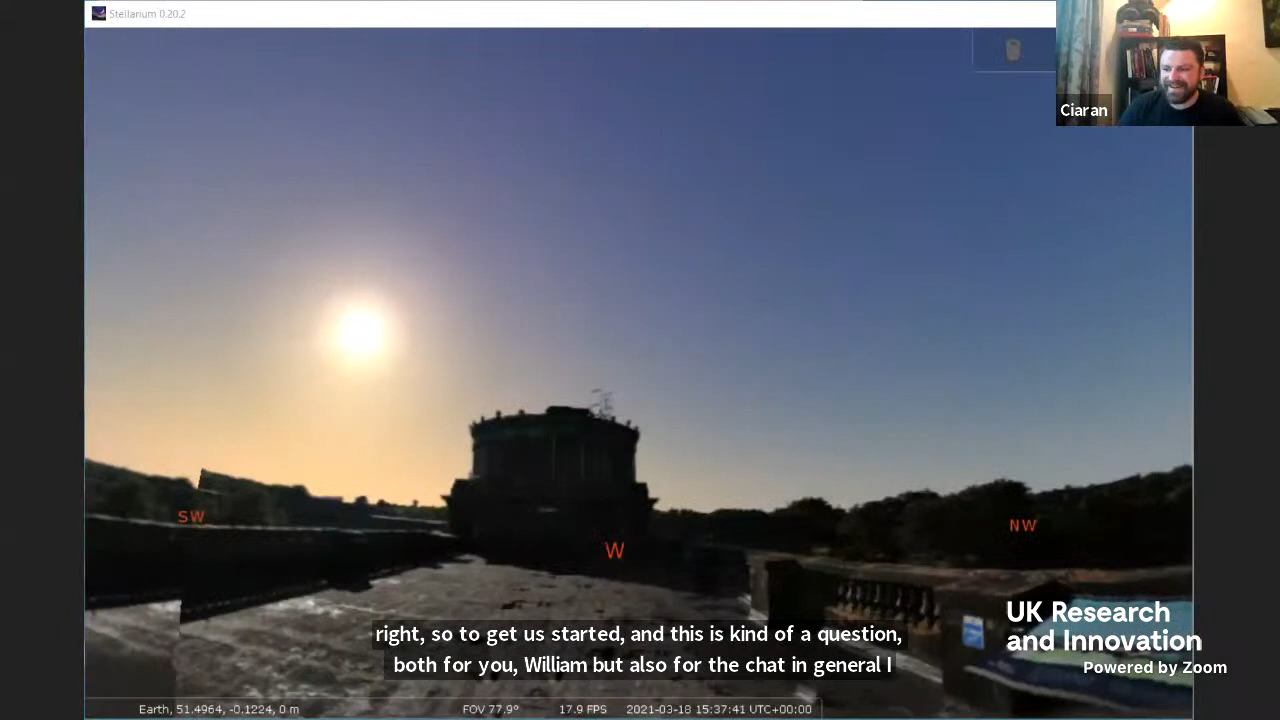 Stellarium 0.20.2
Ciaran
SW
W
NW
UK Research
and Innovation
Powered by Zoom
right, so to get us started, and this is kind of a question,
both for you, William but also for the chat in general I
Earth, 51.4964, -0.1224, 0 m
FOV 77.9°
17.9 FPS
2021-03-18 15:37:41 UTC+00:00